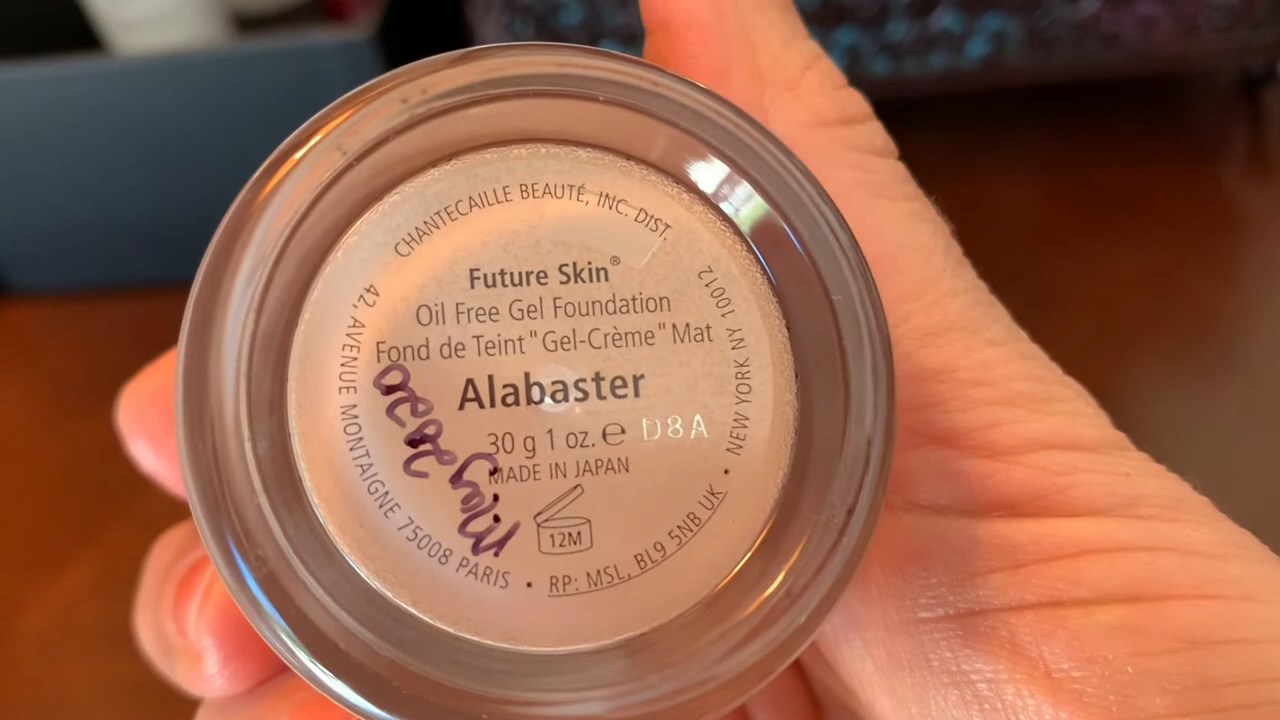 CHANTECAILLE BEAUTÉ, INC. DIST.
Future Skin®
Oil Free Gel Foundation
Fond de Teint "Gel-Crème" Mat
Alabaster
30 g 1 oz. ℮ D8A
MADE IN JAPAN
12M
42, AVENUE MONTAIGNE 75008 PARIS • RP: MSL, BL9 5NB UK • NEW YORK NY 10012
May 2020